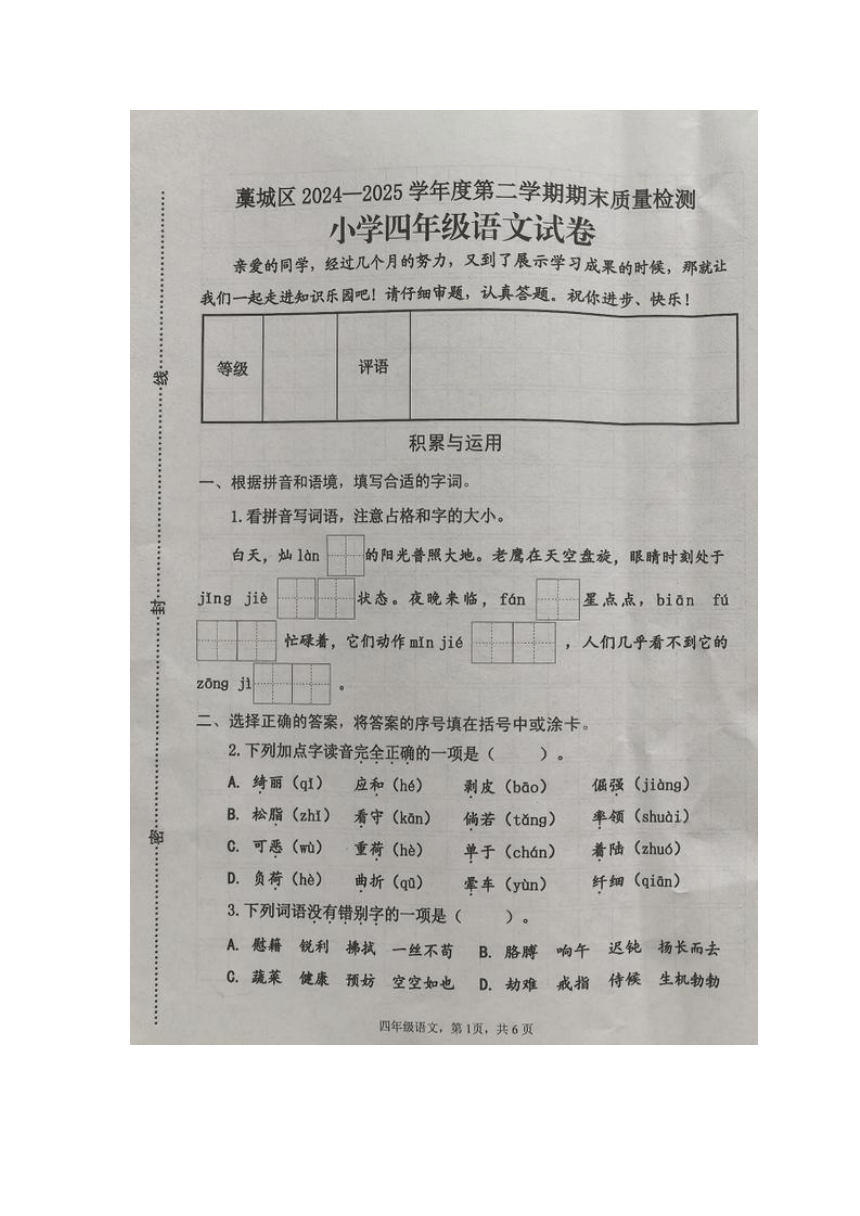 藁城区 2024—2025 学年度第二学期期末质量检测
小学四年级语文试卷
亲爱的同学，经过几个月的努力，又到了展示学习成果的时候，那就让
我们一起走进知识乐园吧！请仔细审题，认真答题。祝你进步、快乐！
等级 评语
积累与运用
一、根据拼音和语境，填写合适的字词。
1.看拼音写词语，注意占格和字的大小。
白天，灿 làn 的阳光普照大地。老鹰在天空盘旋，眼睛时刻处于
jǐng jiè 状态。夜晚来临，fán 星点点，biān fú
忙碌着，它们动作 mǐn jié ，人们几乎看不到它的
zōng jì 。
二、选择正确的答案，将答案的序号填在括号中或涂卡。
2.下列加点字读音完全正确的一项是（ ）。
A. 绮丽（qǐ） 应和（hé） 剥皮（bāo） 倔强（jiàng）
B. 松脂（zhǐ） 看守（kān） 倘若（tǎng） 率领（shuài）
C. 可恶（wù） 重荷（hè） 单于（chán） 着陆（zhuó）
D. 负荷（hè） 曲折（qū） 晕车（yùn） 纤细（qiān）
3.下列词语没有错别字的一项是（ ）。
A. 慰藉 锐利 拂拭 一丝不苟 B. 胳膊 响午 迟钝 扬长而去
C. 蔬菜 健康 预妨 空空如也 D. 劫难 戒指 侍候 生机勃勃
四年级语文，第 1页，共 6 页
线
封
密